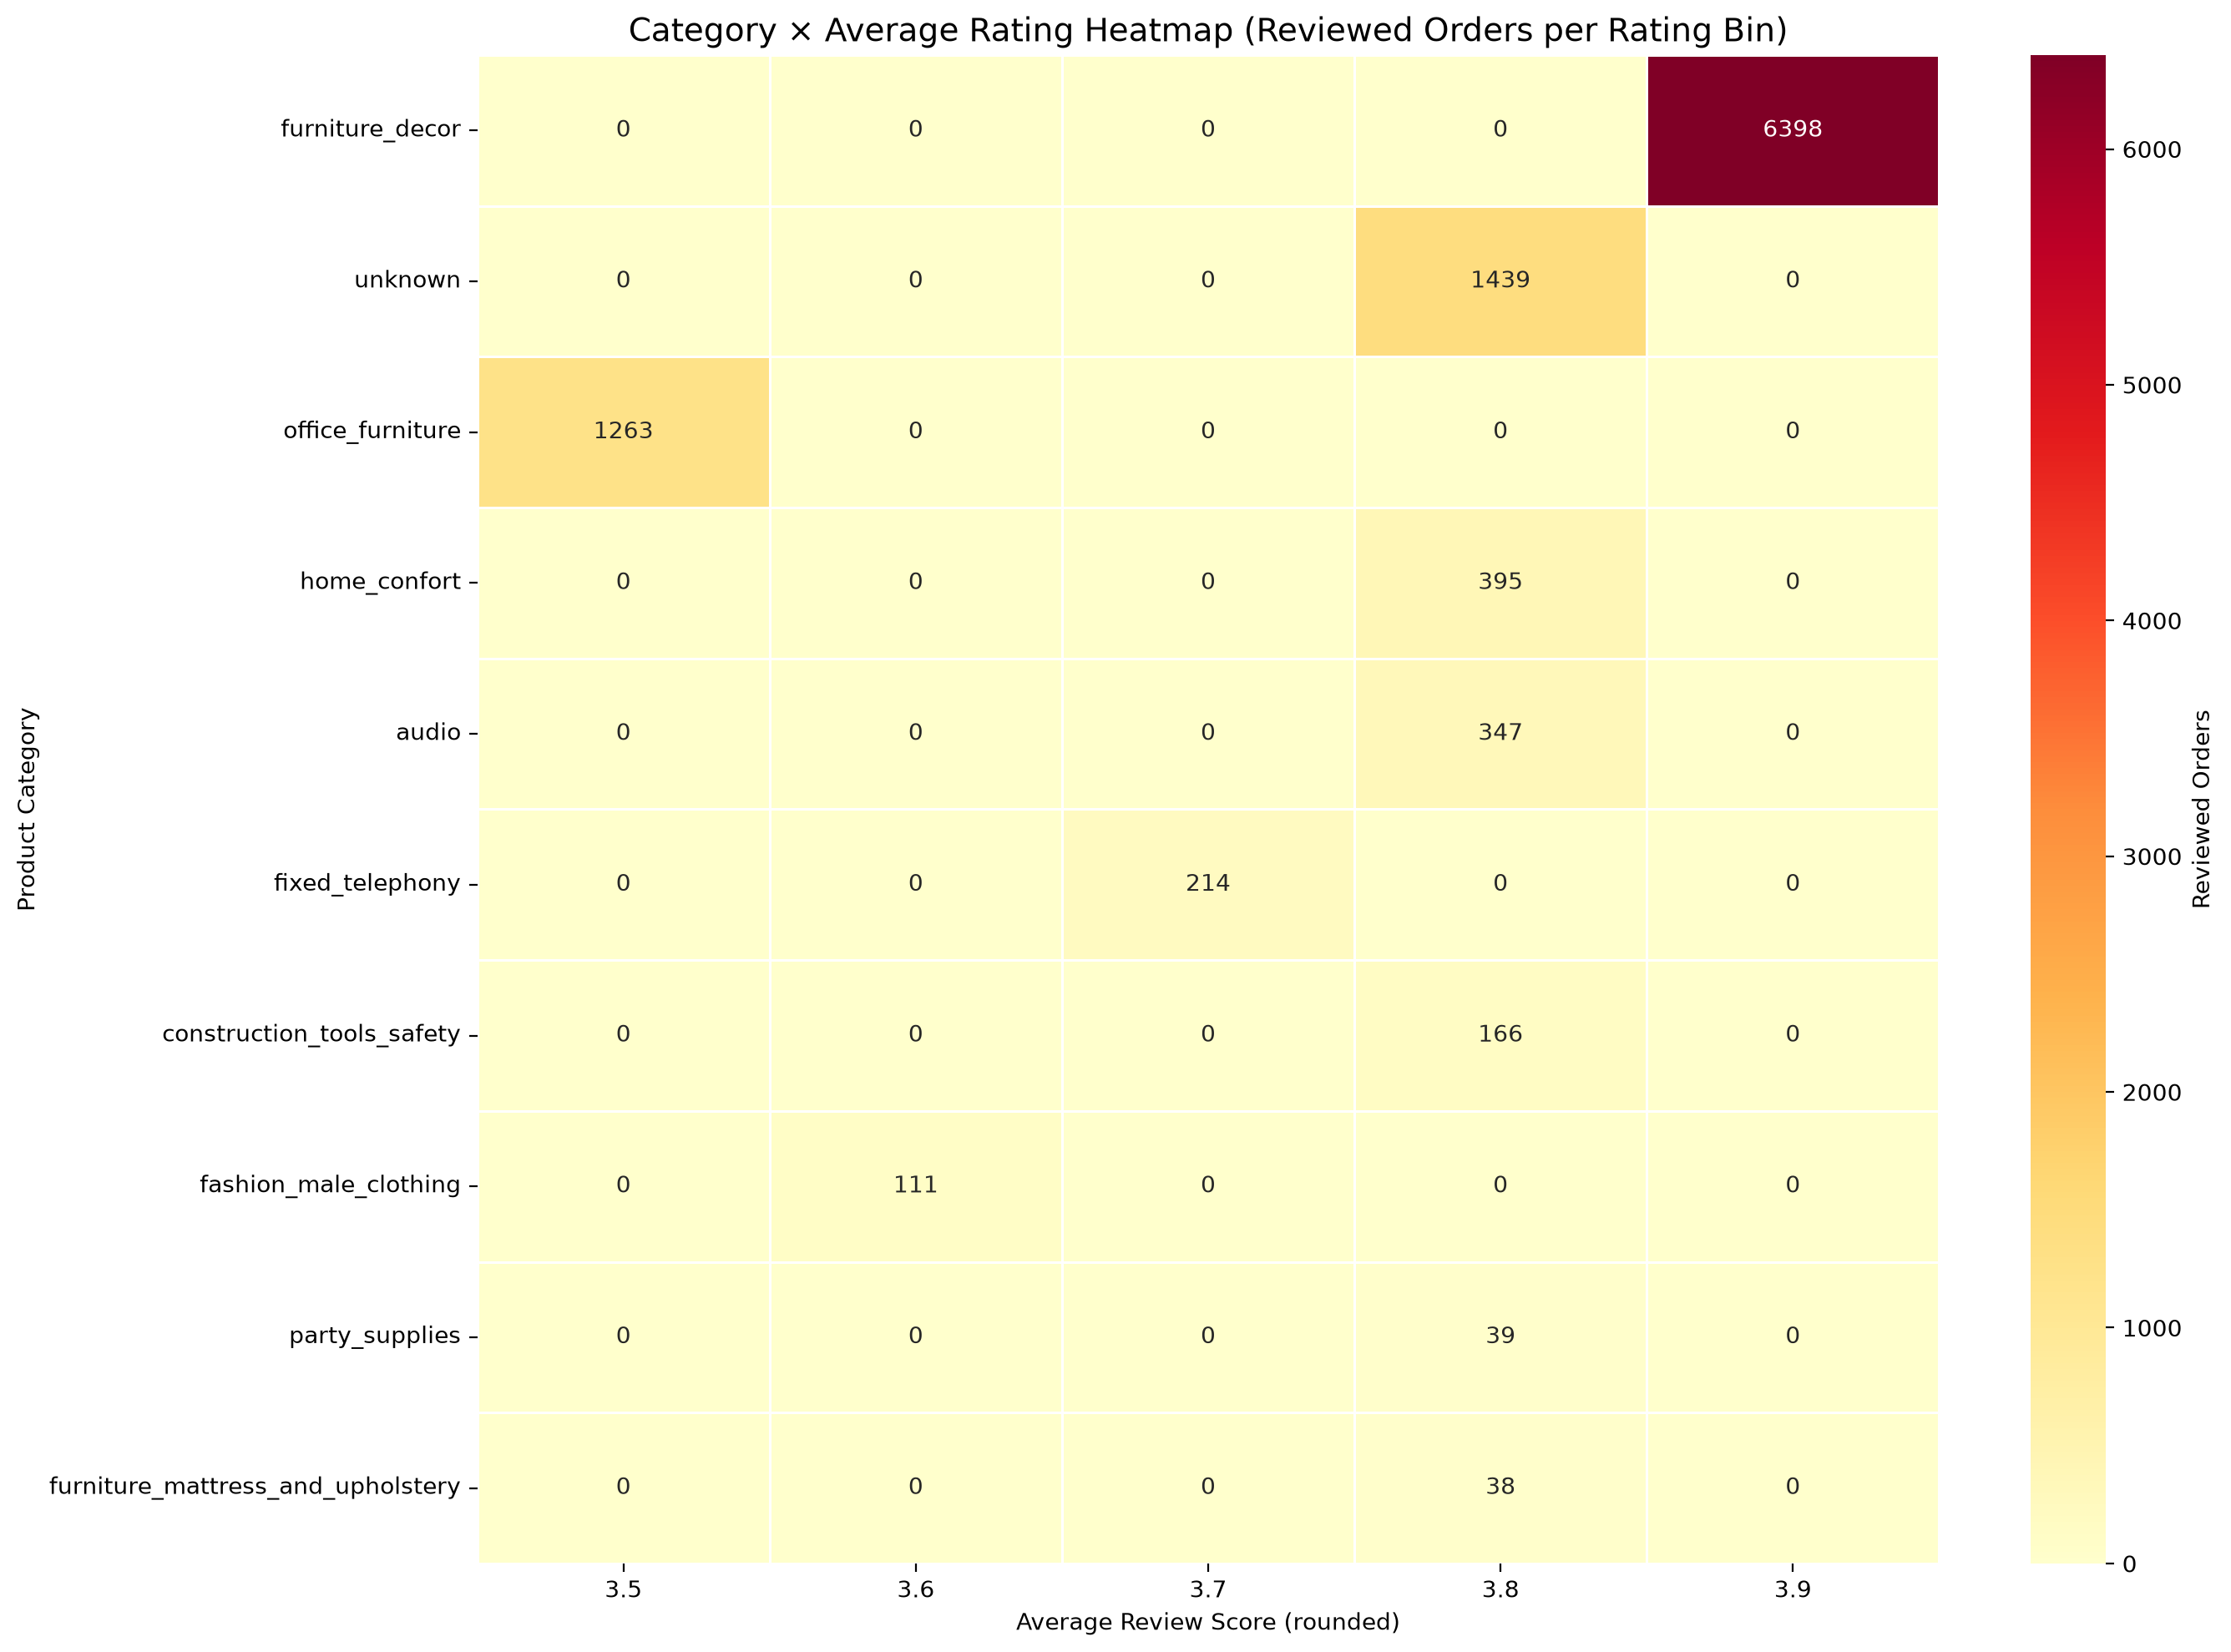 Category × Average Rating Heatmap (Reviewed Orders per Rating Bin)
Product Category
furniture_decor 0 0 0 0 6398
unknown 0 0 0 1439 0
office_furniture 1263 0 0 0 0
home_confort 0 0 0 395 0
audio 0 0 0 347 0
fixed_telephony 0 0 214 0 0
construction_tools_safety 0 0 0 166 0
fashion_male_clothing 0 111 0 0 0
party_supplies 0 0 0 39 0
furniture_mattress_and_upholstery 0 0 0 38 0
3.5 3.6 3.7 3.8 3.9
Average Review Score (rounded)
6000
5000
4000
3000
2000
1000
0
Reviewed Orders